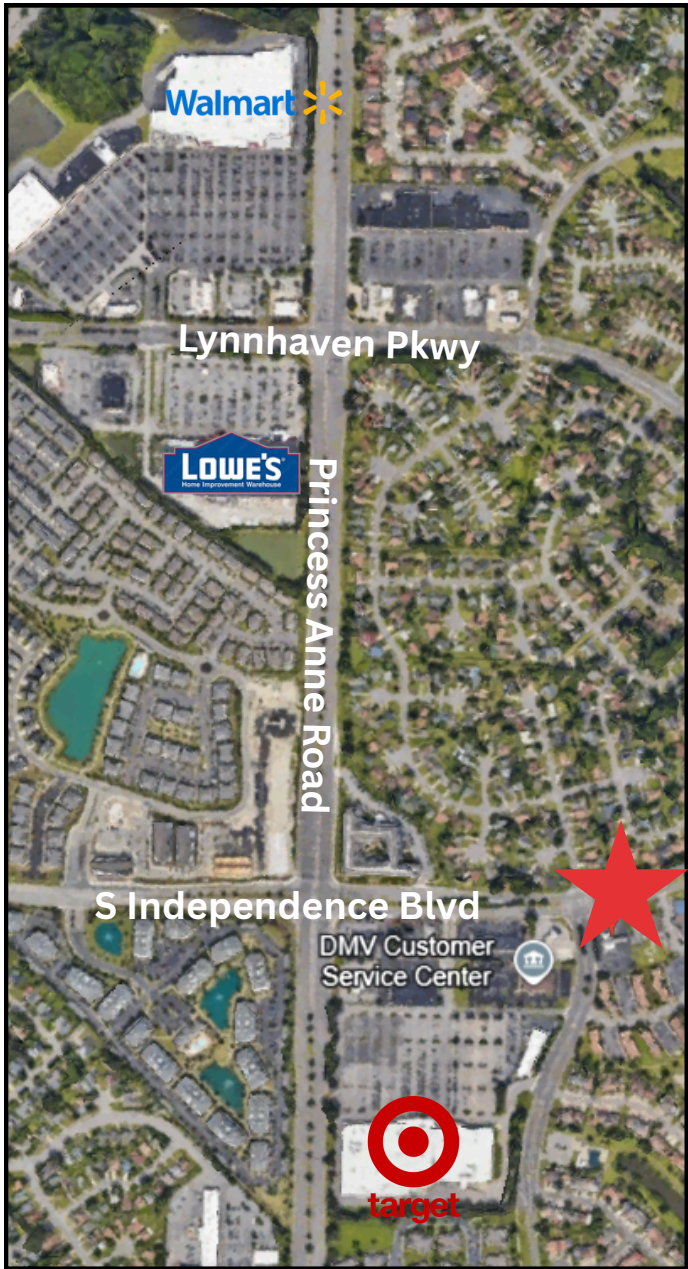 Walmart
Lynnhaven Pkwy
LOWE'S
Home Improvement Warehouse
Princess Anne Road
S Independence Blvd
DMV Customer
Service Center
target